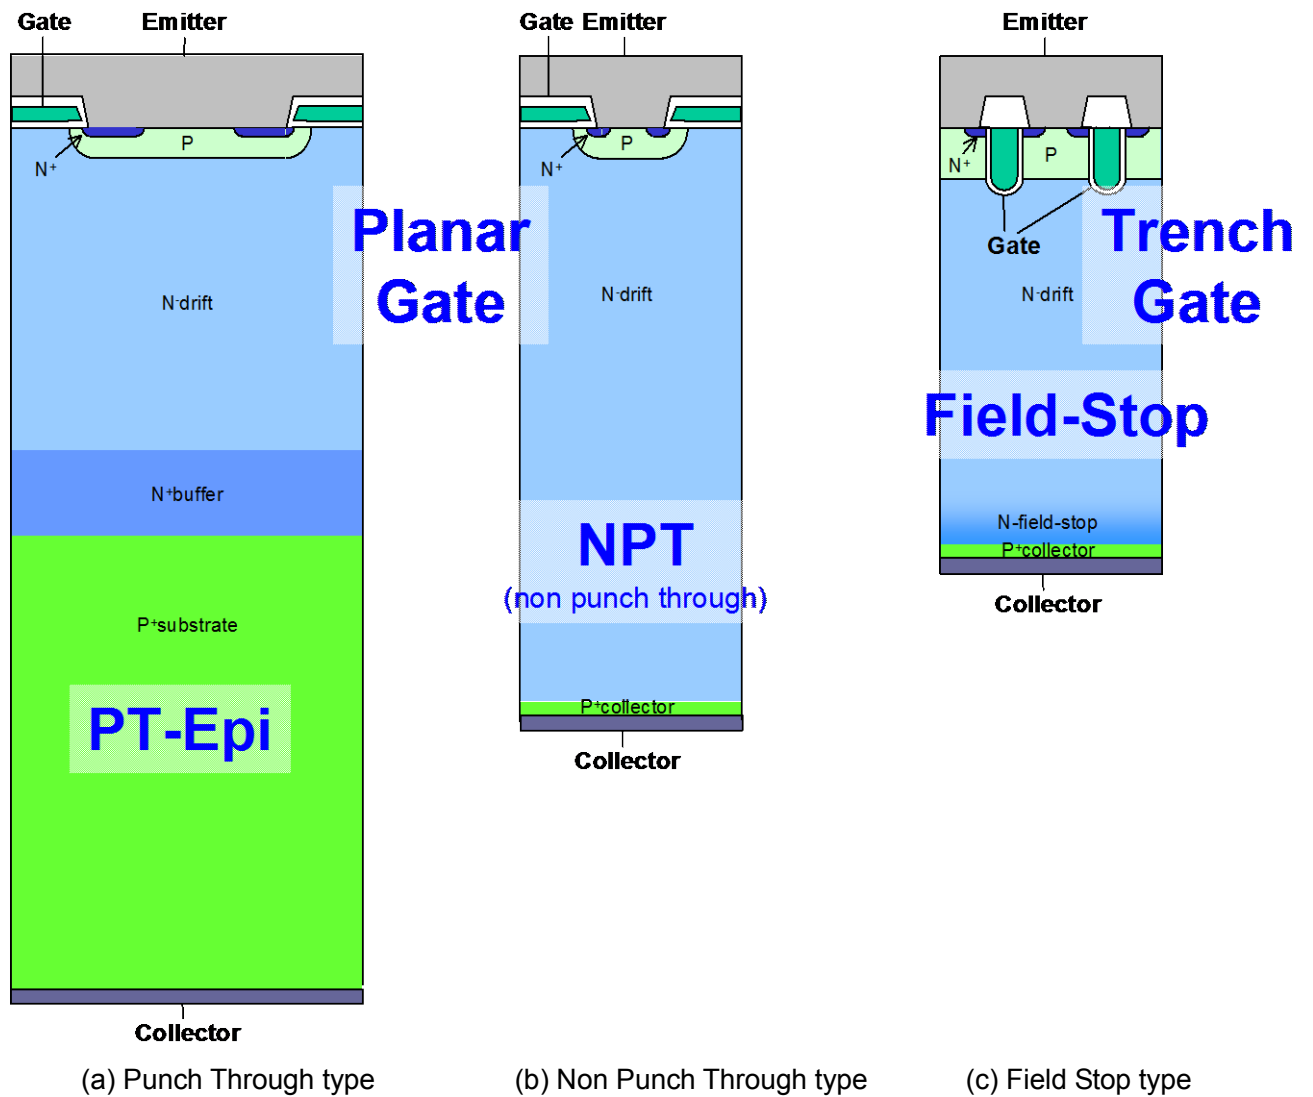 Gate
Emitter
N+
P
N-drift
N+buffer
P+substrate
PT-Epi
Collector
(a) Punch Through type
Planar
Gate
Gate Emitter
N+
P
N-drift
NPT
(non punch through)
P+collector
Collector
(b) Non Punch Through type
Emitter
N+
P
Gate
Trench
Gate
N-drift
Field-Stop
N-field-stop
P+collector
Collector
(c) Field Stop type